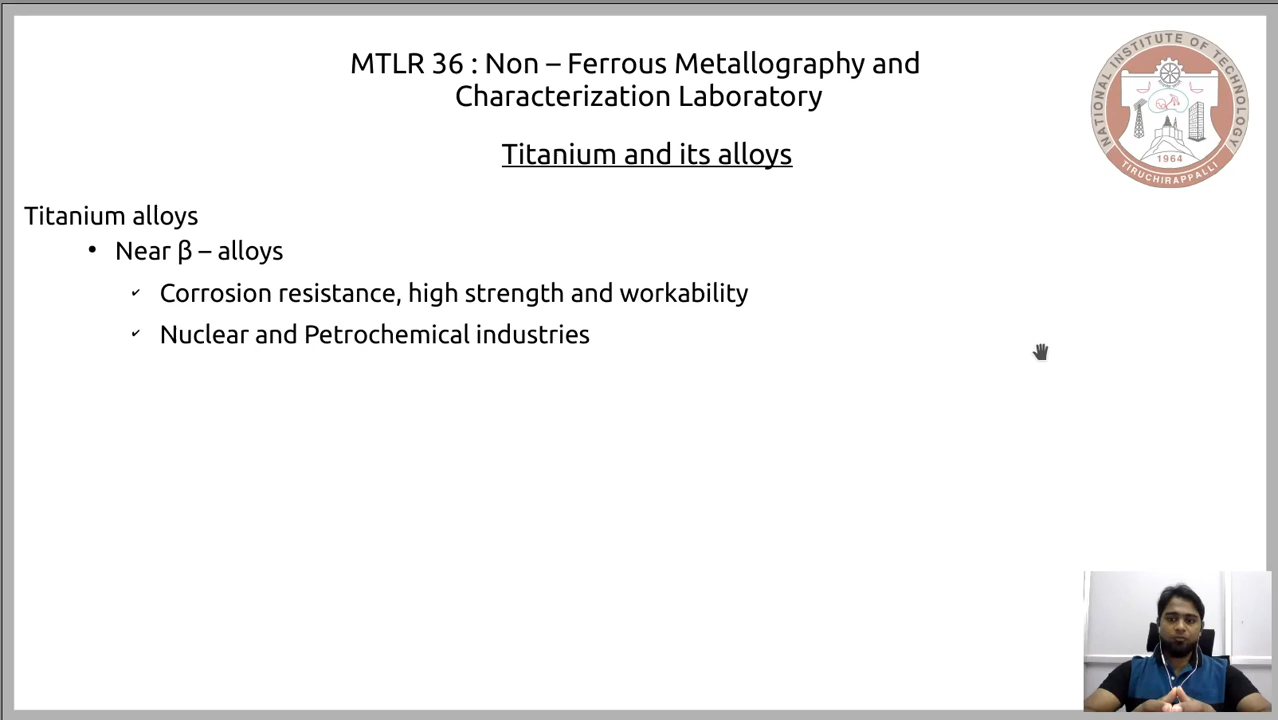 MTLR 36 : Non – Ferrous Metallography and
Characterization Laboratory
NATIONAL INSTITUTE OF TECHNOLOGY
1964
TIRUCHIRAPPALLI
Titanium and its alloys
Titanium alloys
• Near β – alloys
✓ Corrosion resistance, high strength and workability
✓ Nuclear and Petrochemical industries